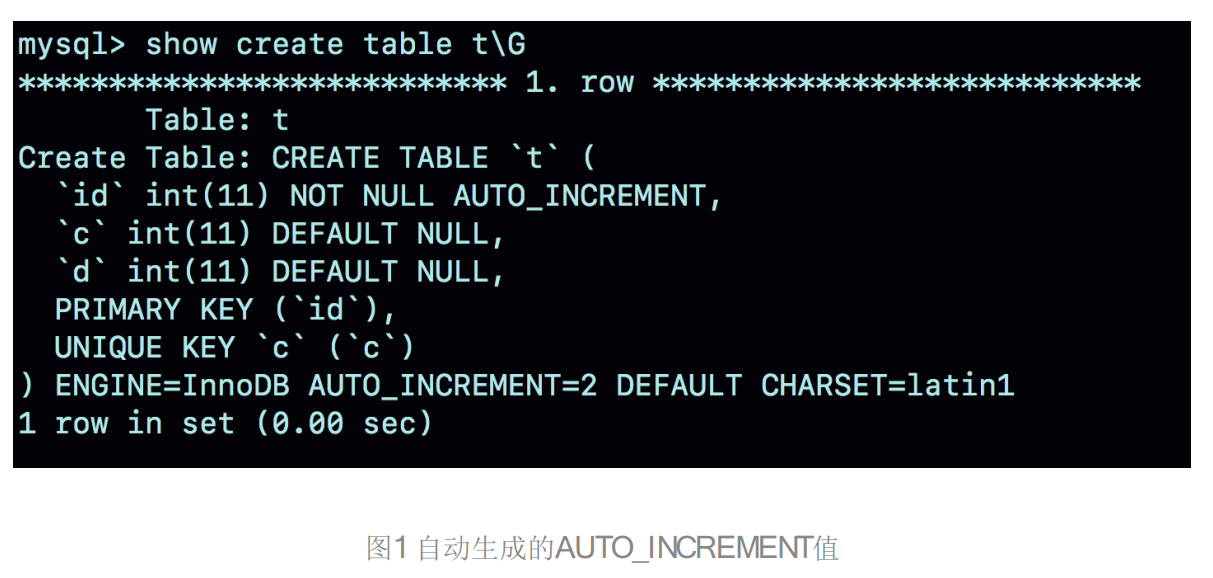 mysql> show create table t\G
*************************** 1. row ***************************
Table: t
Create Table: CREATE TABLE `t` (
`id` int(11) NOT NULL AUTO_INCREMENT,
`c` int(11) DEFAULT NULL,
`d` int(11) DEFAULT NULL,
PRIMARY KEY (`id`),
UNIQUE KEY `c` (`c`)
) ENGINE=InnoDB AUTO_INCREMENT=2 DEFAULT CHARSET=latin1
1 row in set (0.00 sec)
图1 自动生成的AUTO_INCREMENT值